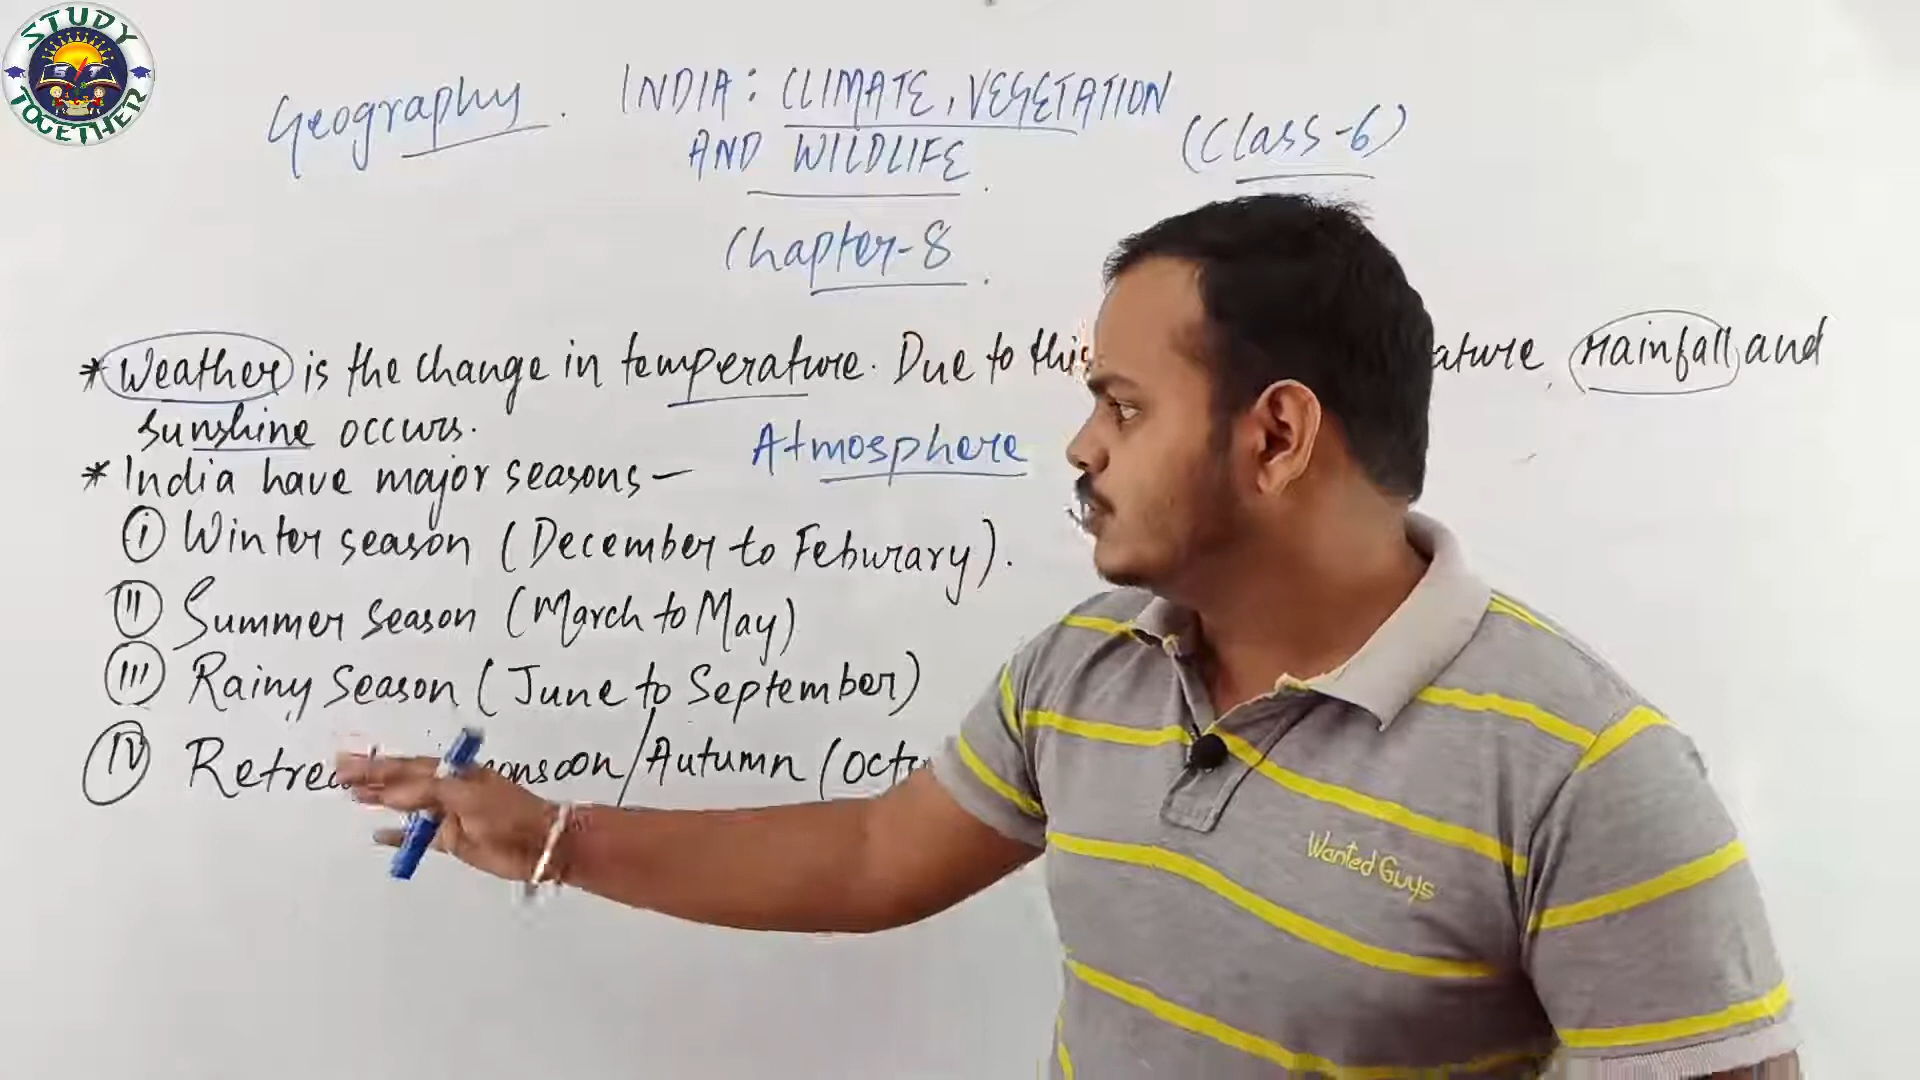 STUDY
ST
TOGETHER
Geography. INDIA: CLIMATE, VEGETATION
AND WILDLIFE.
(Class-6)
Chapter-8.
* Weather is the change in temperature. Due to this ature, rainfall and
sunshine occurs.
Atmosphere
* India have major seasons—
(i) Winter season (December to Feburary).
(ii) Summer season (March to May)
(iii) Rainy Season (June to September)
(iv) monsoon/Autumn (Oct
Wanted Guys